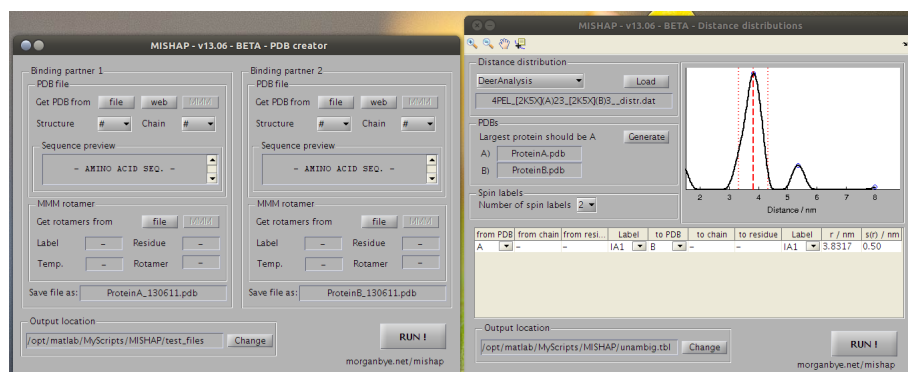 MISHAP - v13.06 - BETA - PDB creator
Binding partner 1
PDB file
Get PDB from file web MMM
Structure # Chain #
Sequence preview
- AMINO ACID SEQ. -
MMM rotamer
Get rotamers from file MMM
Label - Residue -
Temp. - Rotamer -
Save file as: ProteinA_130611.pdb
Binding partner 2
PDB file
Get PDB from file web MMM
Structure # Chain #
Sequence preview
- AMINO ACID SEQ. -
MMM rotamer
Get rotamers from file MMM
Label - Residue -
Temp. - Rotamer -
Save file as: ProteinB_130611.pdb
Output location
/opt/matlab/MyScripts/MISHAP/test_files Change
RUN !
morganbye.net/mishap
MISHAP - v13.06 - BETA - Distance distributions
Distance distribution
DeerAnalysis Load
4PEL_[2K5X](A)23_[2K5X](B)3__distr.dat
PDBs
Largest protein should be A Generate
A) ProteinA.pdb
B) ProteinB.pdb
Spin labels
Number of spin labels 2
2 3 4 5 6 7 8
Distance / nm
from PDB from chain from resi... Label to PDB to chain to residue Label r / nm s(r) / nm
A - - IA1 B - - IA1 3.8317 0.50
Output location
/opt/matlab/MyScripts/MISHAP/unambig.tbl Change
RUN !
morganbye.net/mishap